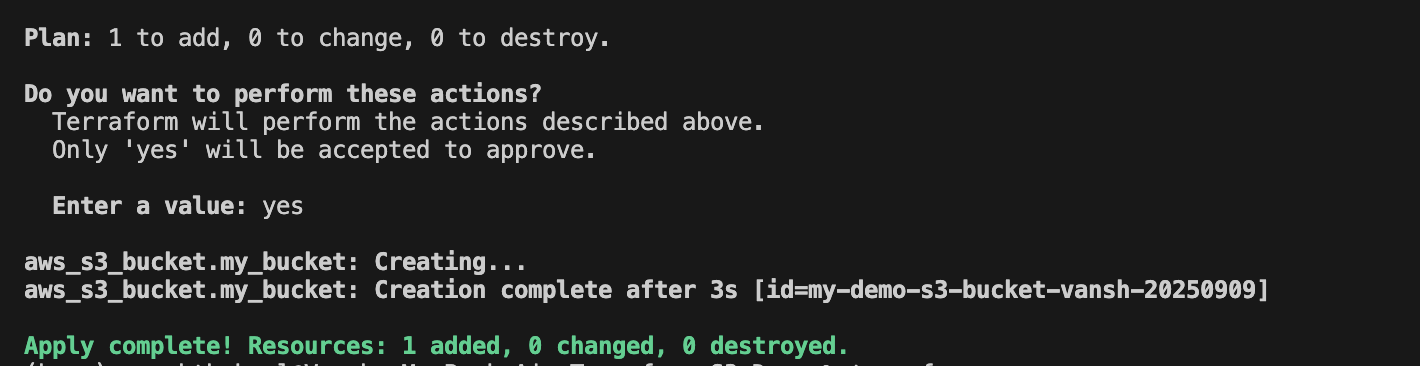 Plan: 1 to add, 0 to change, 0 to destroy.
Do you want to perform these actions?
Terraform will perform the actions described above.
Only 'yes' will be accepted to approve.
Enter a value: yes
aws_s3_bucket.my_bucket: Creating...
aws_s3_bucket.my_bucket: Creation complete after 3s [id=my-demo-s3-bucket-vansh-20250909]
Apply complete! Resources: 1 added, 0 changed, 0 destroyed.